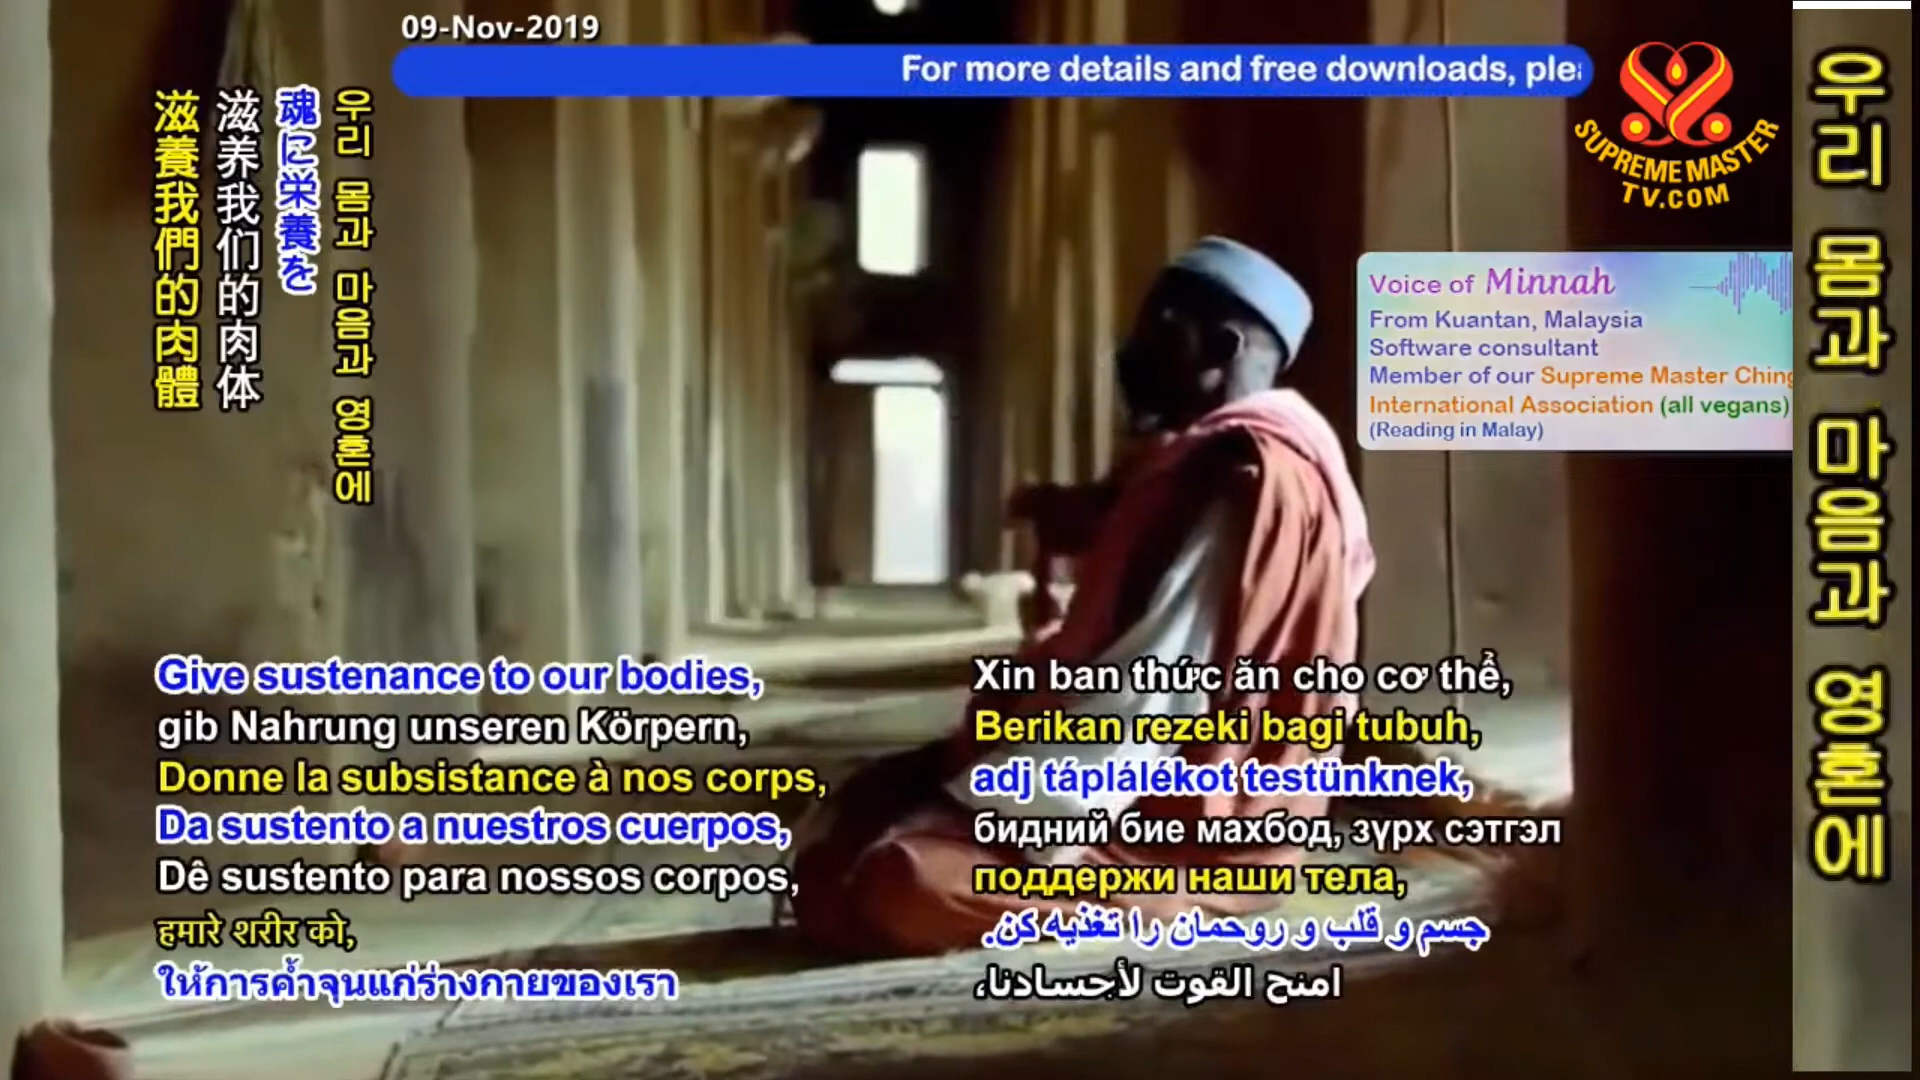 09-Nov-2019
For more details and free downloads, plea
SUPREME MASTER
TV.COM
우리 몸과 마음과 영혼에
魂に栄養を
滋养我们的肉体
滋養我們的肉體
Voice of Minnah
From Kuantan, Malaysia
Software consultant
Member of our Supreme Master Ching
International Association (all vegans)
(Reading in Malay)
Give sustenance to our bodies,
gib Nahrung unseren Körpern,
Donne la subsistance à nos corps,
Da sustento a nuestros cuerpos,
Dê sustento para nossos corpos,
हमारे शरीर को,
ให้การค้ำจุนแก่ร่างกายของเรา
Xin ban thức ăn cho cơ thể,
Berikan rezeki bagi tubuh,
adj táplálékot testünknek,
бидний бие махбод, зүрх сэтгэл
поддержи наши тела,
جسم و قلب و روحمان را تغذیه کن.
امنح القوت لأجسادنا،
우리 몸과 마음과 영혼에